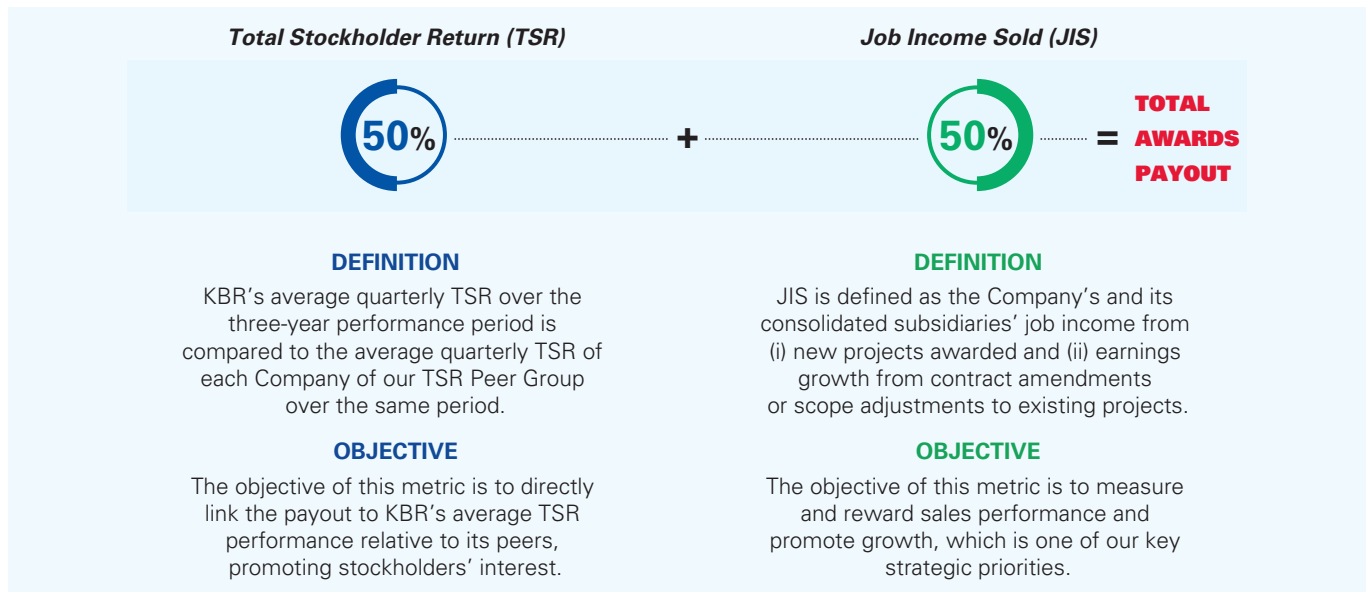 Total Stockholder Return (TSR)
Job Income Sold (JIS)
50%
+
50%
=
TOTAL
AWARDS
PAYOUT
DEFINITION
KBR's average quarterly TSR over the
three-year performance period is
compared to the average quarterly TSR of
each Company of our TSR Peer Group
over the same period.
OBJECTIVE
The objective of this metric is to directly
link the payout to KBR's average TSR
performance relative to its peers,
promoting stockholders' interest.
DEFINITION
JIS is defined as the Company's and its
consolidated subsidiaries' job income from
(i) new projects awarded and (ii) earnings
growth from contract amendments
or scope adjustments to existing projects.
OBJECTIVE
The objective of this metric is to measure
and reward sales performance and
promote growth, which is one of our key
strategic priorities.